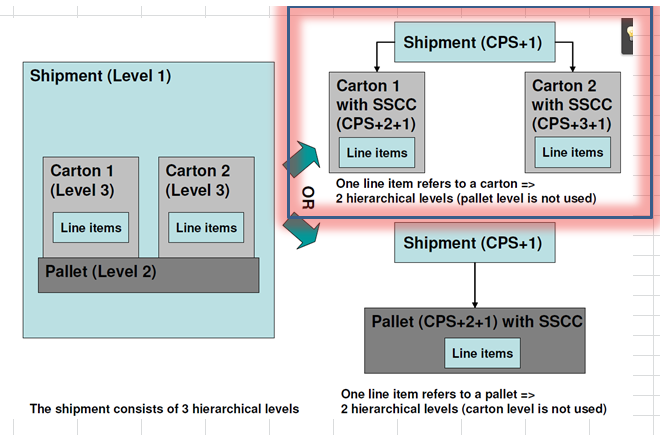 Shipment (Level 1)
Carton 1
(Level 3)
Line items
Carton 2
(Level 3)
Line items
Pallet (Level 2)
The shipment consists of 3 hierarchical levels
OR
Shipment (CPS+1)
Carton 1
with SSCC
(CPS+2+1)
Line items
Carton 2
with SSCC
(CPS+3+1)
Line items
One line item refers to a carton =>
2 hierarchical levels (pallet level is not used)
Shipment (CPS+1)
Pallet (CPS+2+1) with SSCC
Line items
One line item refers to a pallet =>
2 hierarchical levels (carton level is not used)